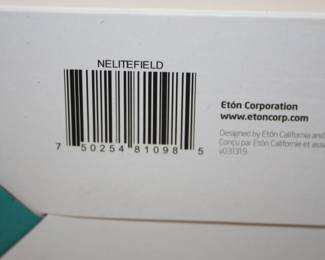 NELITEFIELD
7 50254 81098 5
Etón Corporation
www.etoncorp.com
Designed by Etón California and
Conçu par Etón Californie et asse
v031319